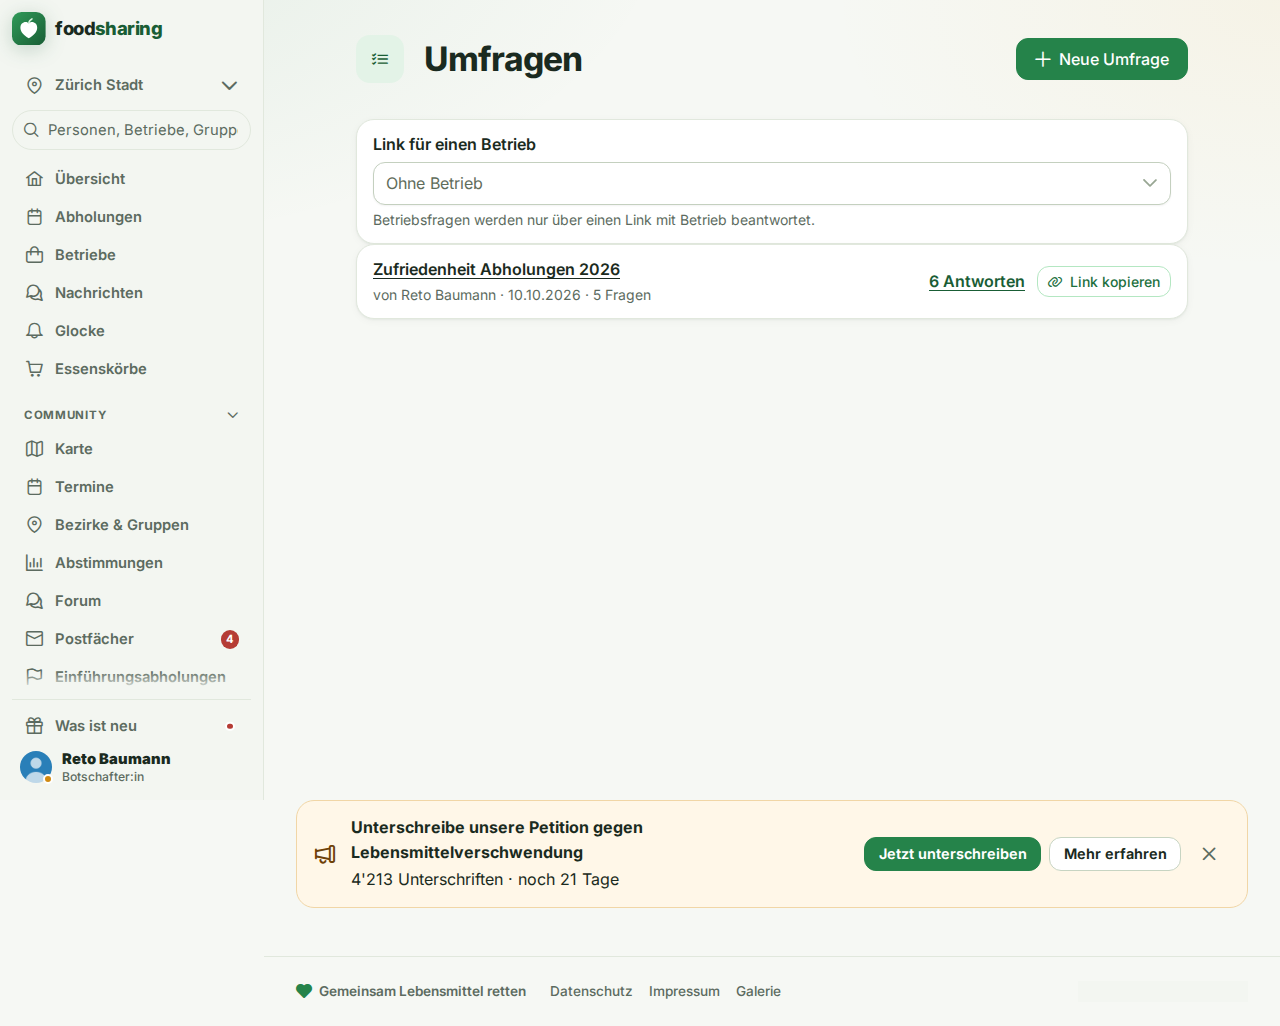 foodsharing
Zürich Stadt
Personen, Betriebe, Grupp
Übersicht
Abholungen
Betriebe
Nachrichten
Glocke
Essenskörbe
COMMUNITY
Karte
Termine
Bezirke & Gruppen
Abstimmungen
Forum
Postfächer 4
Einführungsabholungen
Was ist neu
Reto Baumann
Botschafter:in
Umfragen
Neue Umfrage
Link für einen Betrieb
Ohne Betrieb
Betriebsfragen werden nur über einen Link mit Betrieb beantwortet.
Zufriedenheit Abholungen 2026
von Reto Baumann · 10.10.2026 · 5 Fragen
6 Antworten
Link kopieren
Unterschreibe unsere Petition gegen
Lebensmittelverschwendung
4'213 Unterschriften · noch 21 Tage
Jetzt unterschreiben
Mehr erfahren
Gemeinsam Lebensmittel retten
Datenschutz
Impressum
Galerie